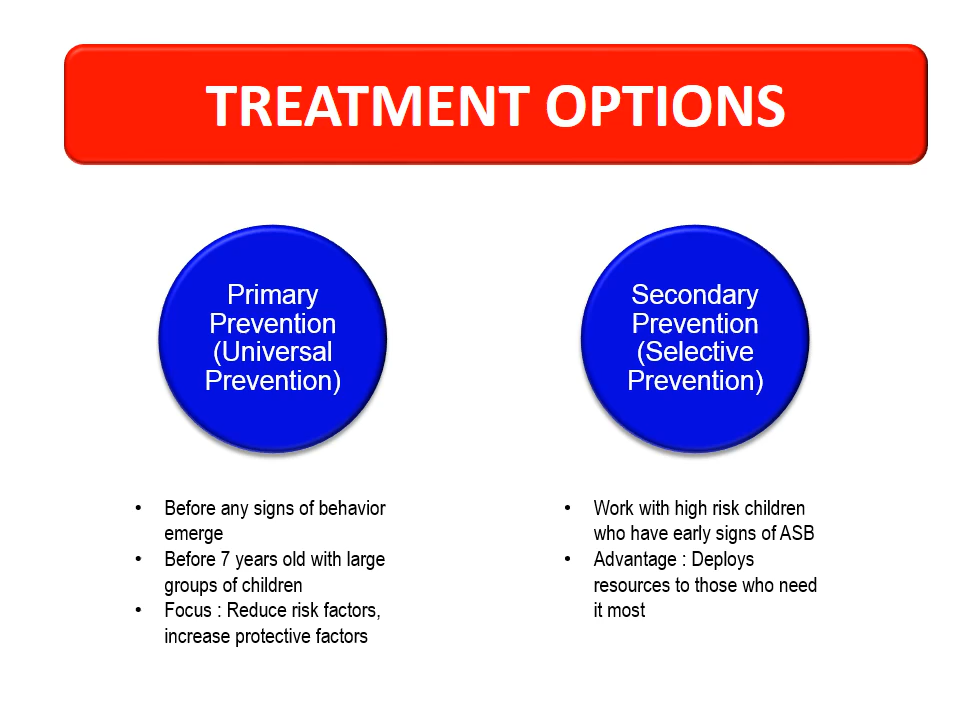 TREATMENT OPTIONS
Primary
Prevention
(Universal
Prevention)
• Before any signs of behavior
emerge
• Before 7 years old with large
groups of children
• Focus : Reduce risk factors,
increase protective factors
Secondary
Prevention
(Selective
Prevention)
• Work with high risk children
who have early signs of ASB
• Advantage : Deploys
resources to those who need
it most